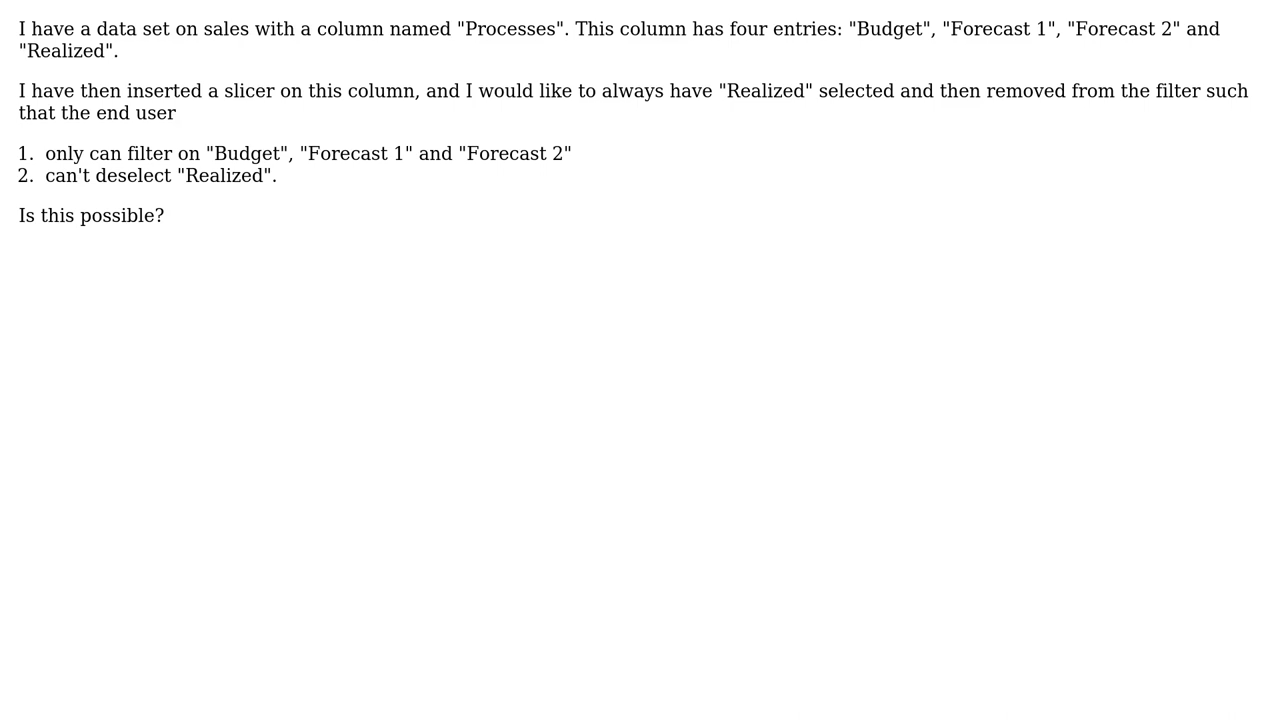 I have a data set on sales with a column named "Processes". This column has four entries: "Budget", "Forecast 1", "Forecast 2" and
"Realized".
I have then inserted a slicer on this column, and I would like to always have "Realized" selected and then removed from the filter such
that the end user
1. only can filter on "Budget", "Forecast 1" and "Forecast 2"
2. can't deselect "Realized".
Is this possible?